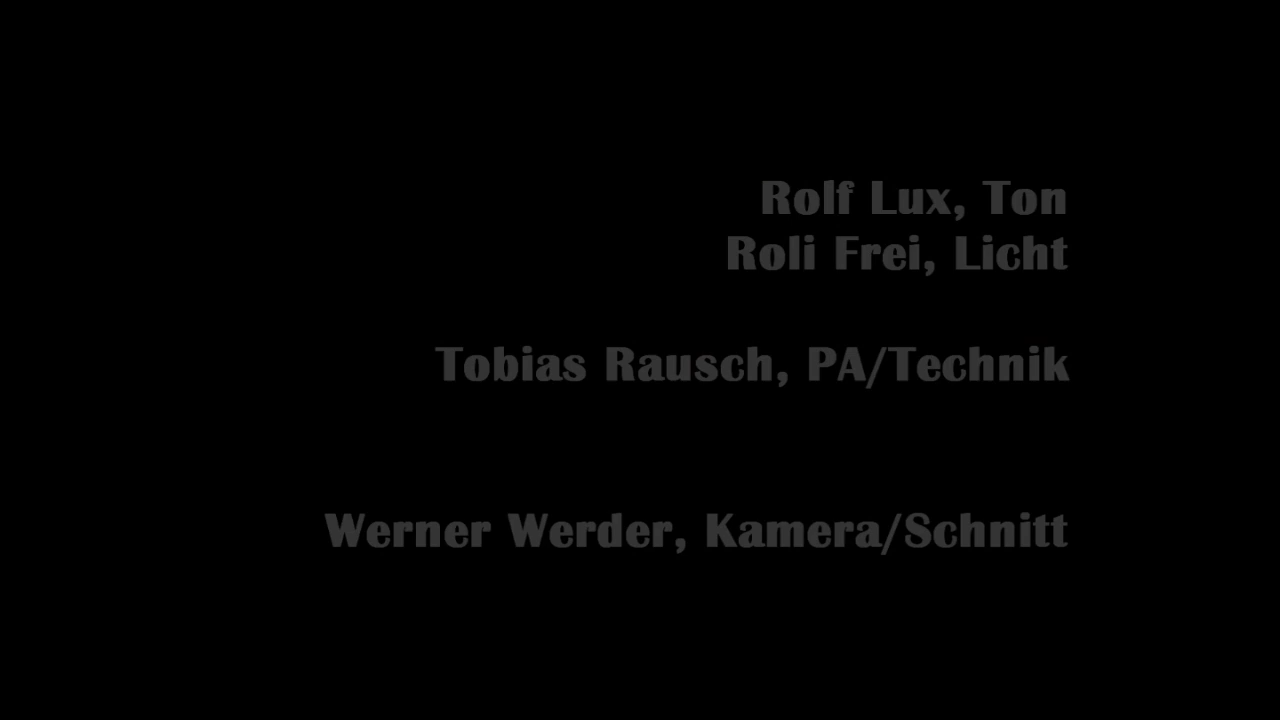 Rolf Lux, Ton
Roli Frei, Licht
Tobias Rausch, PA/Technik
Werner Werder, Kamera/Schnitt